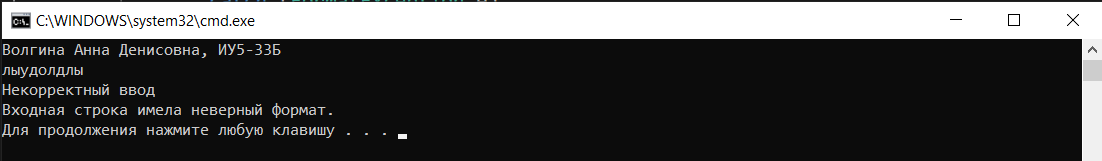 C:\WINDOWS\system32\cmd.exe
Волгина Анна Денисовна, ИУ5-33Б
лыудолдлы
Некорректный ввод
Входная строка имела неверный формат.
Для продолжения нажмите любую клавишу . . .